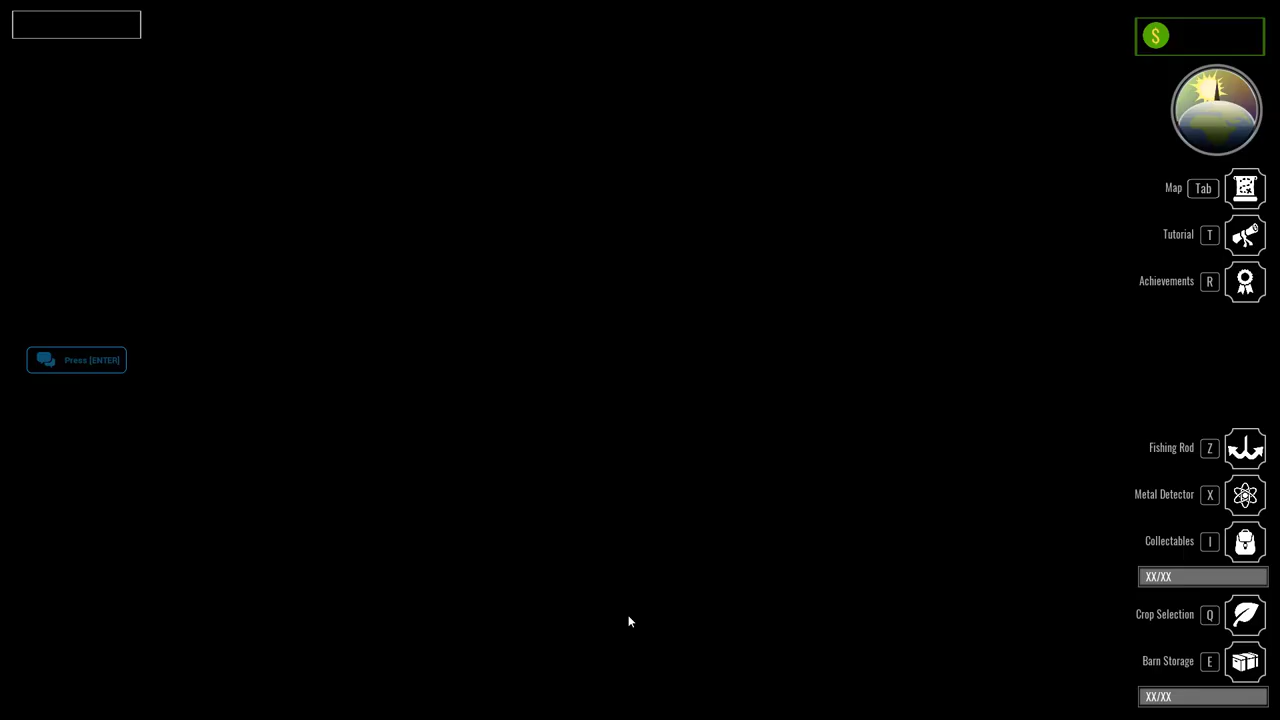 $
Map Tab
Tutorial T
Achievements R
Press [ENTER]
Fishing Rod Z
Metal Detector X
Collectables I
XX/XX
Crop Selection Q
Barn Storage E
XX/XX